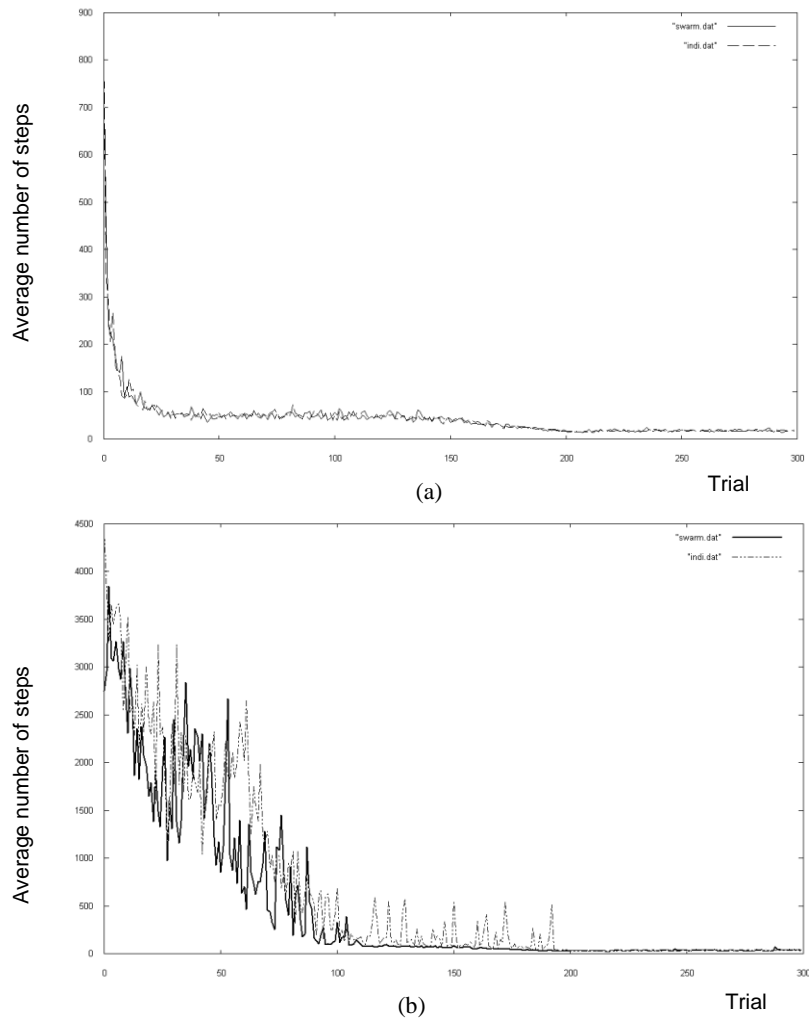 Average number of steps
900
800
700
600
500
400
300
200
100
0
"swarm.dat"
"indi.dat"
0 50 100 150 200 250 300
Trial
(a)
Average number of steps
4500
4000
3500
3000
2500
2000
1500
1000
500
0
"swarm.dat"
"indi.dat"
0 50 100 150 200 250 300
Trial
(b)